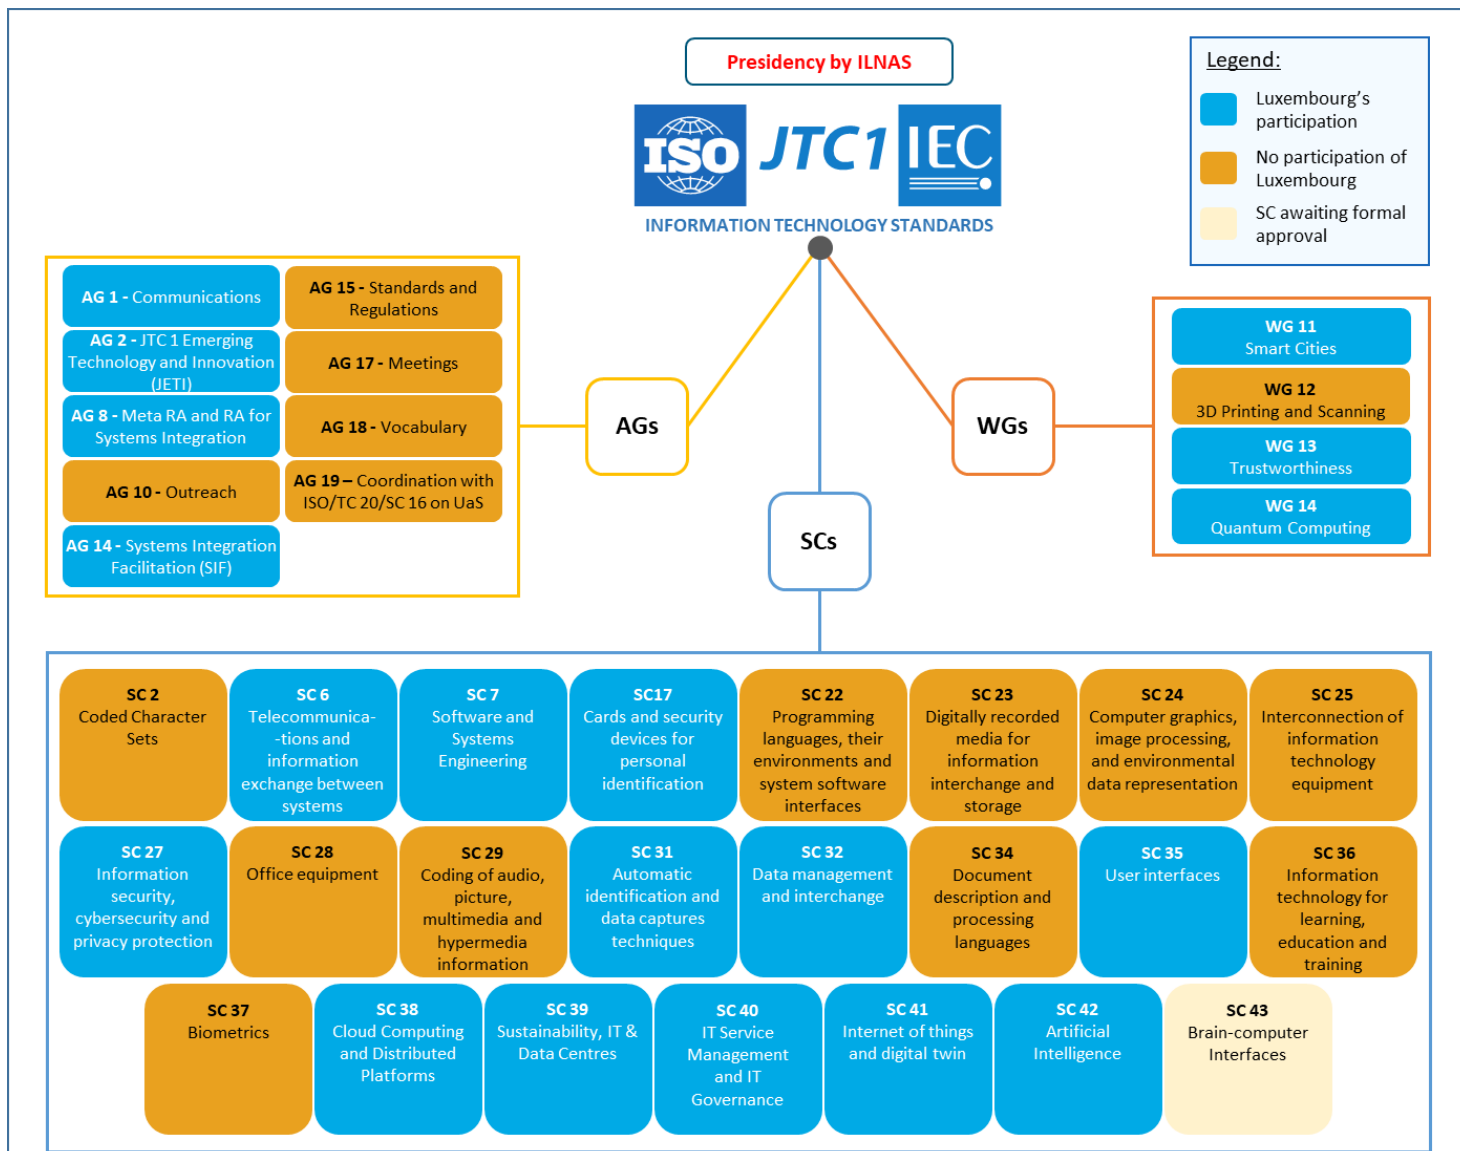 Presidency by ILNAS
ISO
JTC1
IEC
INFORMATION TECHNOLOGY STANDARDS
Legend:
Luxembourg's
participation
No participation of
Luxembourg
SC awaiting formal
approval
AG 1 - Communications
AG 2 - JTC 1 Emerging
Technology and Innovation
(JETI)
AG 8 - Meta RA and RA for
Systems Integration
AG 10 - Outreach
AG 14 - Systems Integration
Facilitation (SIF)
AG 15 - Standards and
Regulations
AG 17 - Meetings
AG 18 - Vocabulary
AG 19 – Coordination with
ISO/TC 20/SC 16 on UaS
AGs
SCs
WGs
WG 11
Smart Cities
WG 12
3D Printing and Scanning
WG 13
Trustworthiness
WG 14
Quantum Computing
SC 2
Coded Character
Sets
SC 6
Telecommunica-
-tions and
information
exchange between
systems
SC 7
Software and
Systems
Engineering
SC17
Cards and security
devices for
personal
identification
SC 22
Programming
languages, their
environments and
system software
interfaces
SC 23
Digitally recorded
media for
information
interchange and
storage
SC 24
Computer graphics,
image processing,
and environmental
data representation
SC 25
Interconnection of
information
technology
equipment
SC 27
Information
security,
cybersecurity and
privacy protection
SC 28
Office equipment
SC 29
Coding of audio,
picture,
multimedia and
hypermedia
information
SC 31
Automatic
identification and
data captures
techniques
SC 32
Data management
and interchange
SC 34
Document
description and
processing
languages
SC 35
User interfaces
SC 36
Information
technology for
learning,
education and
training
SC 37
Biometrics
SC 38
Cloud Computing
and Distributed
Platforms
SC 39
Sustainability, IT &
Data Centres
SC 40
IT Service
Management
and IT
Governance
SC 41
Internet of things
and digital twin
SC 42
Artificial
Intelligence
SC 43
Brain-computer
Interfaces